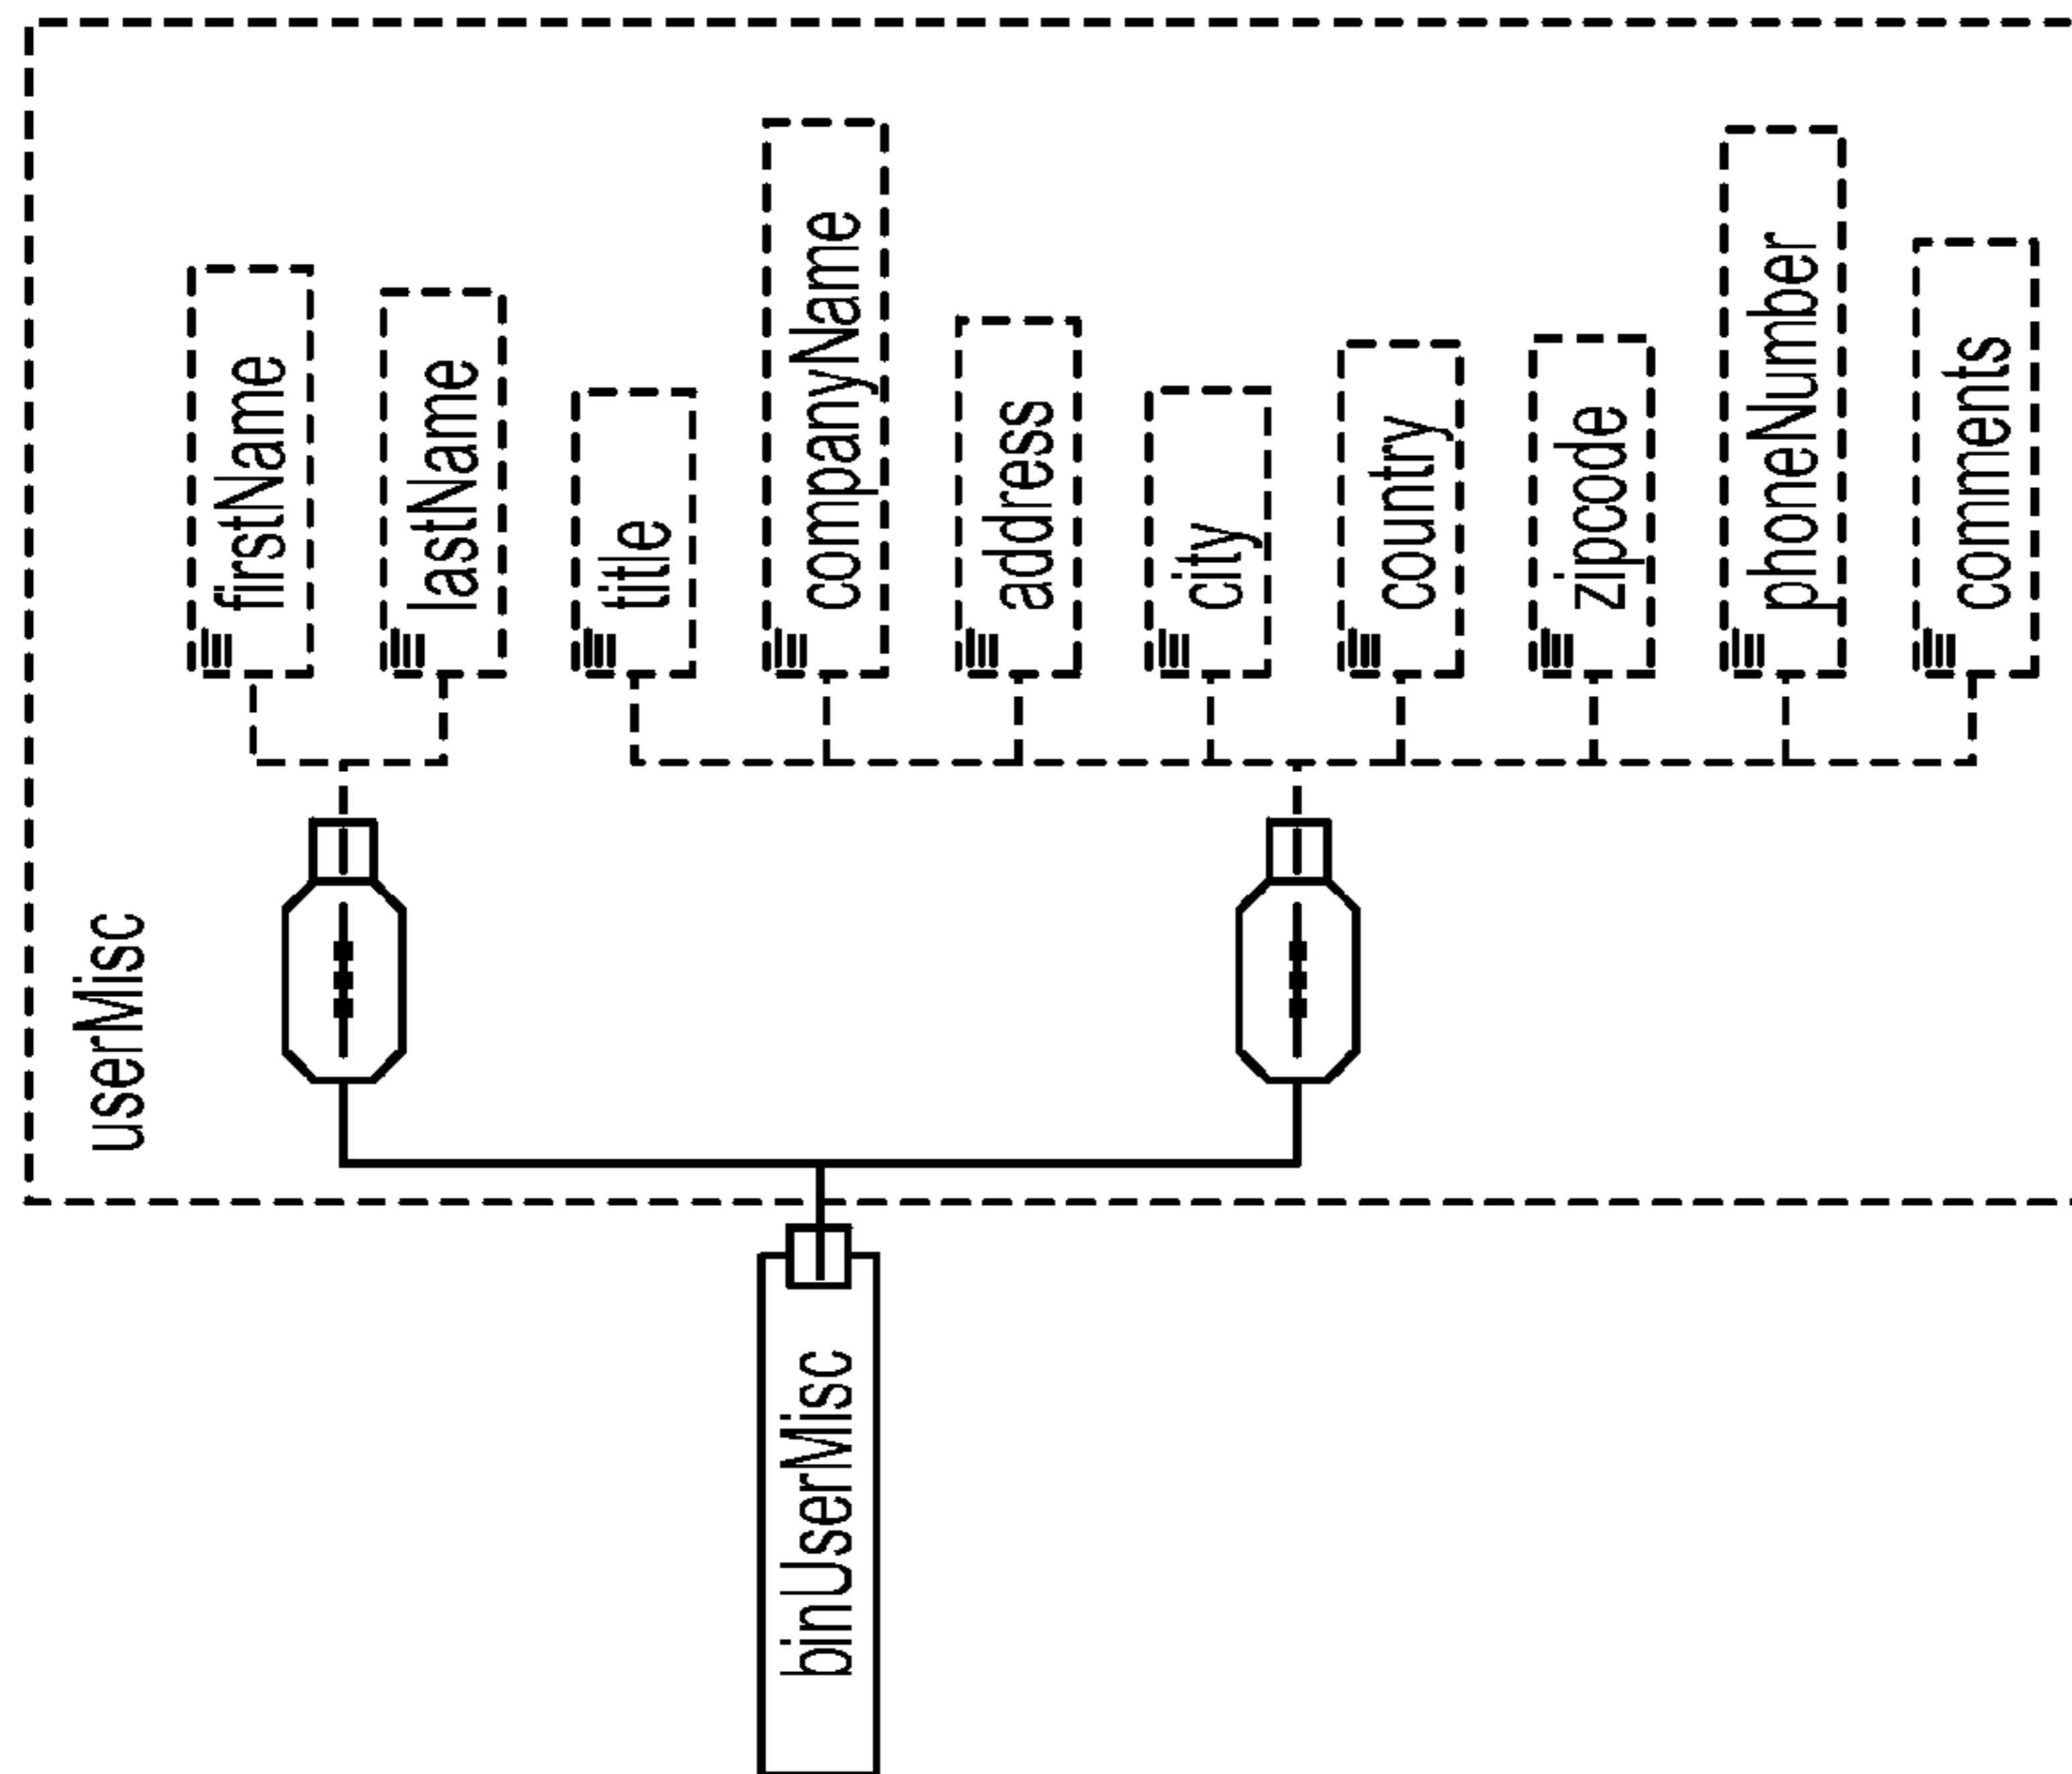 userMisc
firstName
lastName
title
companyName
address
city
country
zipcode
phoneNumber
comments
binUserMisc